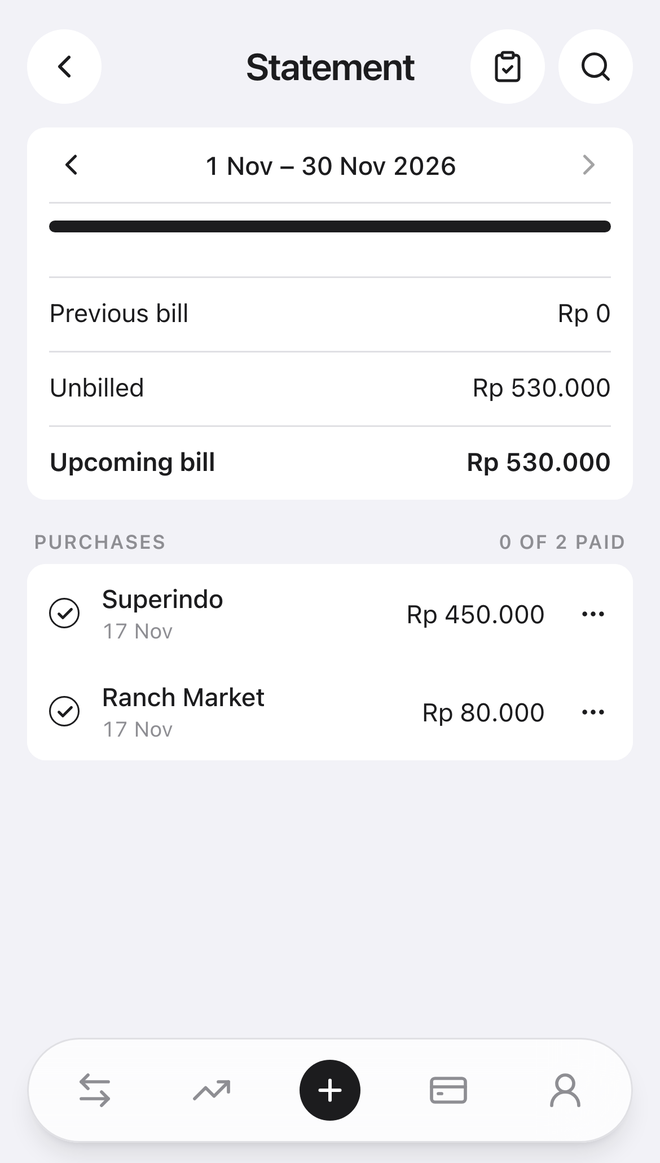 Statement
1 Nov – 30 Nov 2026
Previous bill Rp 0
Unbilled Rp 530.000
Upcoming bill Rp 530.000
PURCHASES 0 OF 2 PAID
Superindo
17 Nov
Rp 450.000
Ranch Market
17 Nov
Rp 80.000